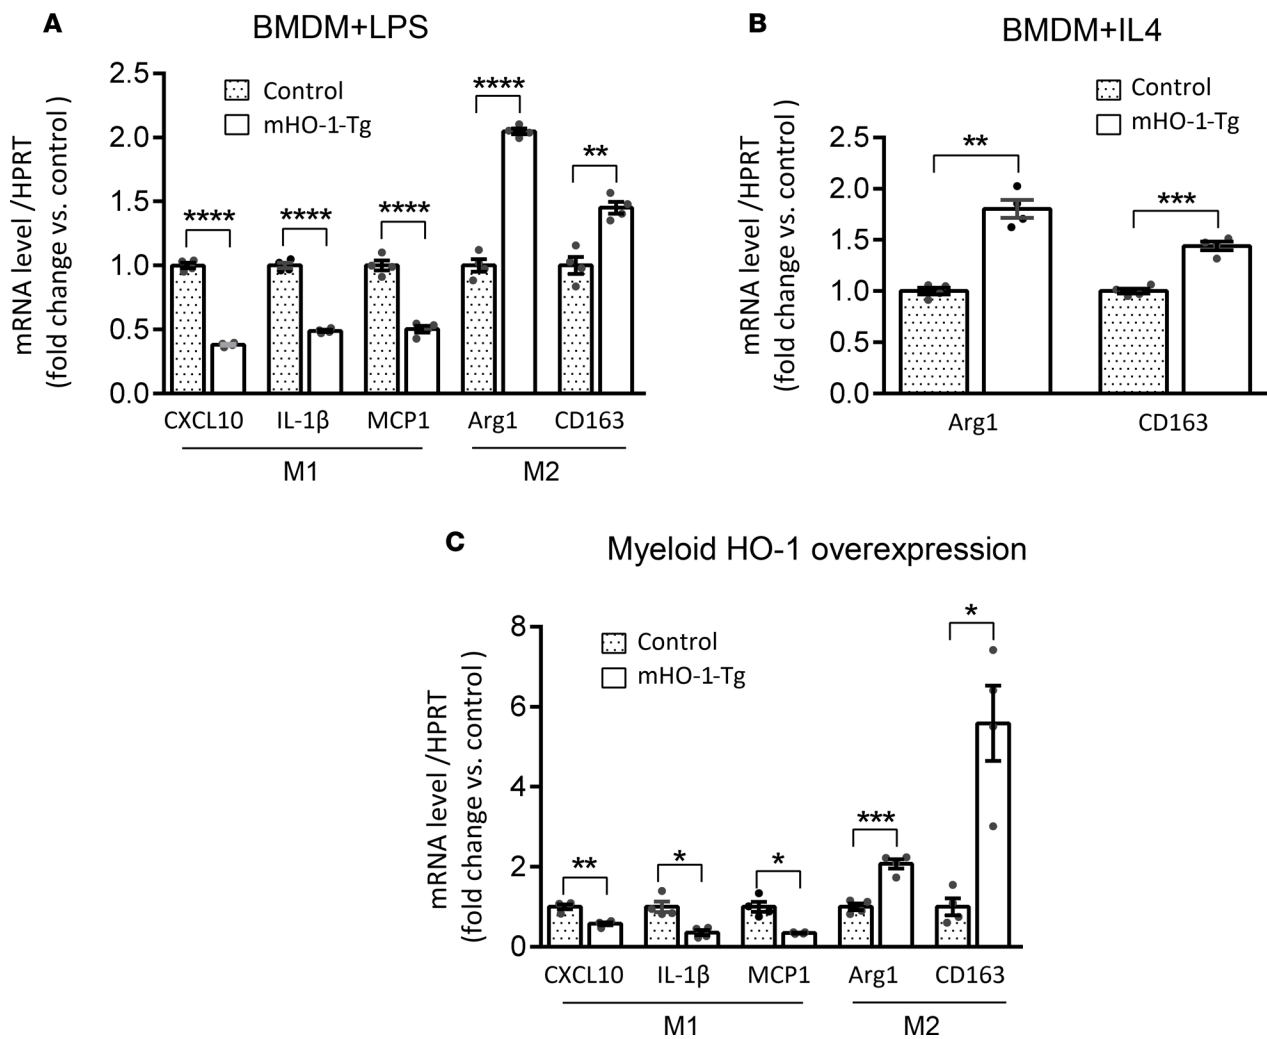 A
BMDM+LPS
mRNA level /HPRT
(fold change vs. control )
2.5
2.0
1.5
1.0
0.5
0.0
Control
mHO-1-Tg
****
****
****
****
**
CXCL10 IL-1β MCP1 Arg1 CD163
M1 M2
B
BMDM+IL4
mRNA level /HPRT
(fold change vs. control )
2.5
2.0
1.5
1.0
0.5
0.0
Control
mHO-1-Tg
**
***
Arg1 CD163
C
Myeloid HO-1 overexpression
mRNA level /HPRT
(fold change vs. control )
8
6
4
2
0
Control
mHO-1-Tg
**
*
*
***
*
CXCL10 IL-1β MCP1 Arg1 CD163
M1 M2